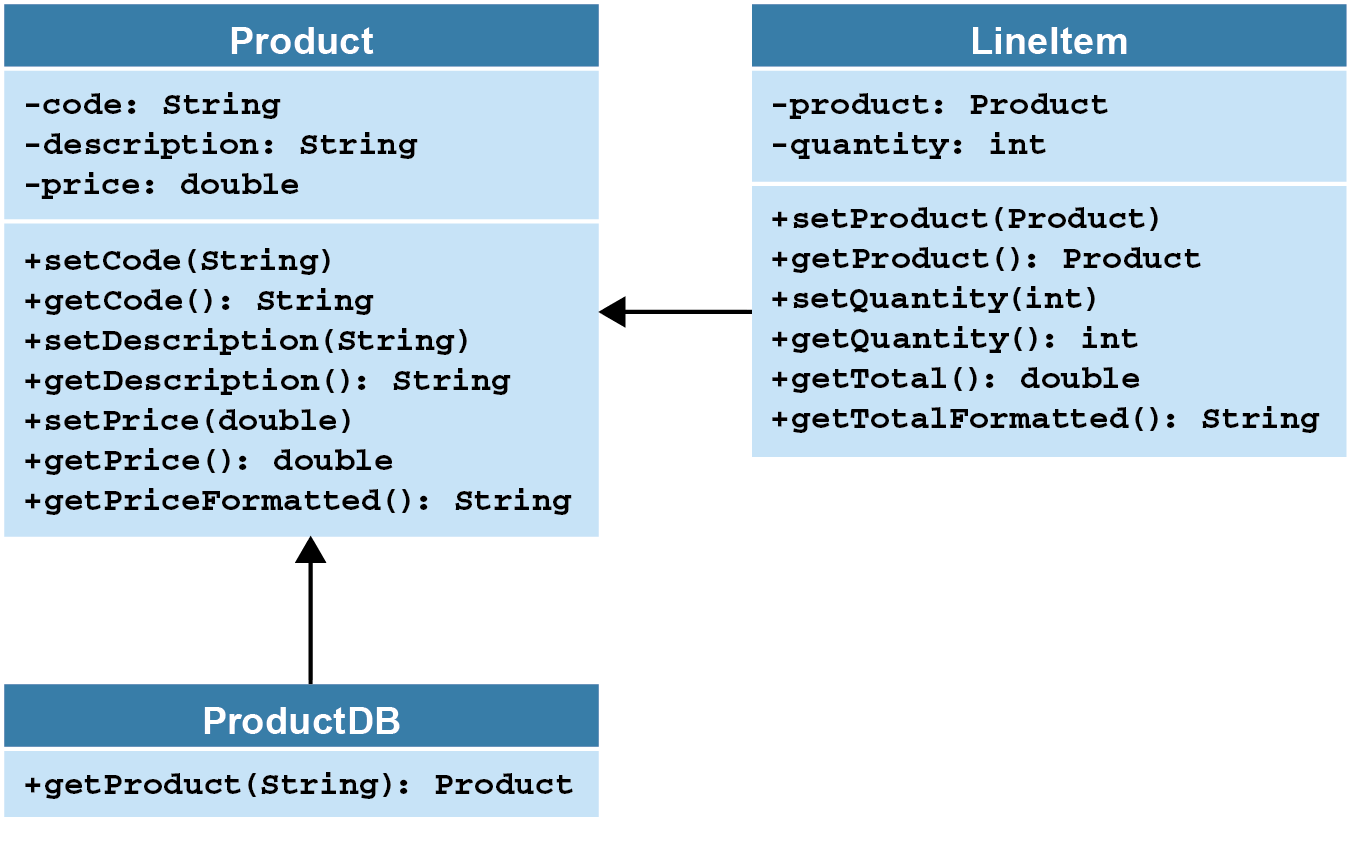 Product
-code: String
-description: String
-price: double
+setCode(String)
+getCode(): String
+setDescription(String)
+getDescription(): String
+setPrice(double)
+getPrice(): double
+getPriceFormatted(): String
LineItem
-product: Product
-quantity: int
+setProduct(Product)
+getProduct(): Product
+setQuantity(int)
+getQuantity(): int
+getTotal(): double
+getTotalFormatted(): String
ProductDB
+getProduct(String): Product